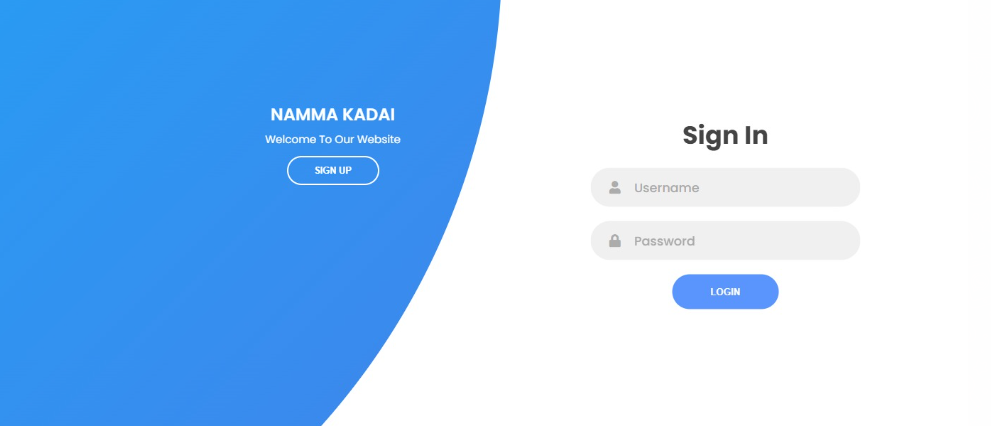 NAMMA KADAI
Welcome To Our Website
SIGN UP
Sign In
Username
Password
LOGIN